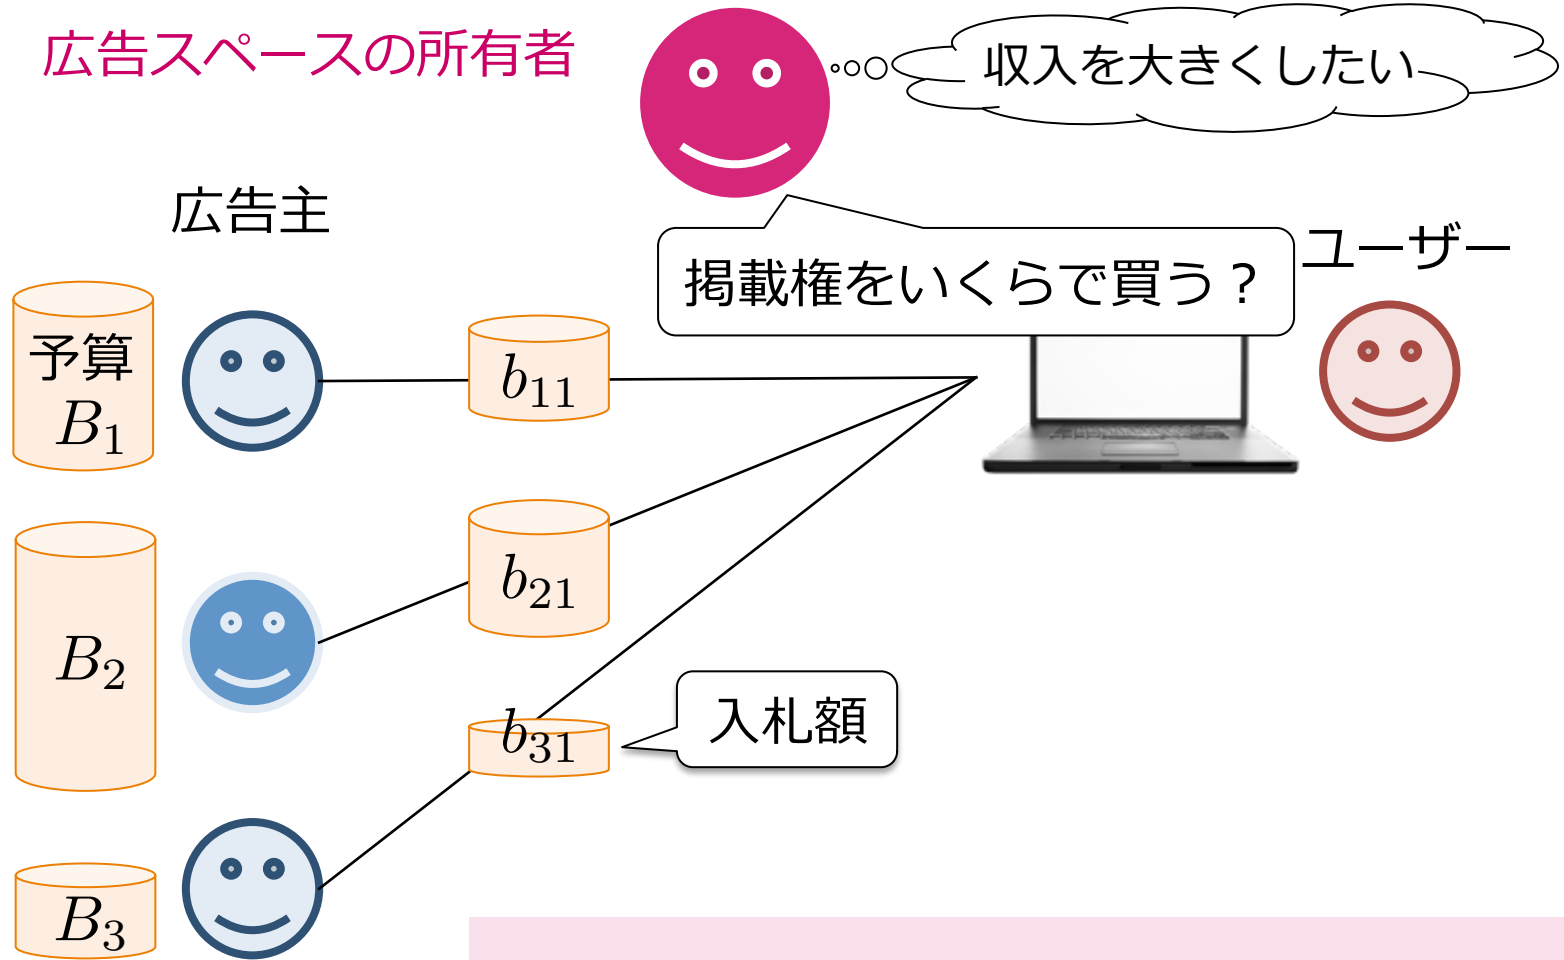 広告スペースの所有者
収入を大きくしたい
広告主
掲載権をいくらで買う？
ユーザー
予算
B₁
b₁₁
B₂
b₂₁
b₃₁
入札額
B₃